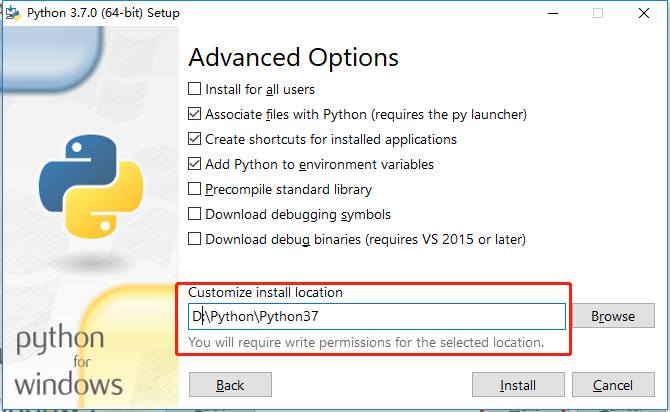 Python 3.7.0 (64-bit) Setup
Advanced Options
Install for all users
Associate files with Python (requires the py launcher)
Create shortcuts for installed applications
Add Python to environment variables
Precompile standard library
Download debugging symbols
Download debug binaries (requires VS 2015 or later)
Customize install location
D:\Python\Python37
Browse
You will require write permissions for the selected location.
python
for
windows
Back
Install
Cancel